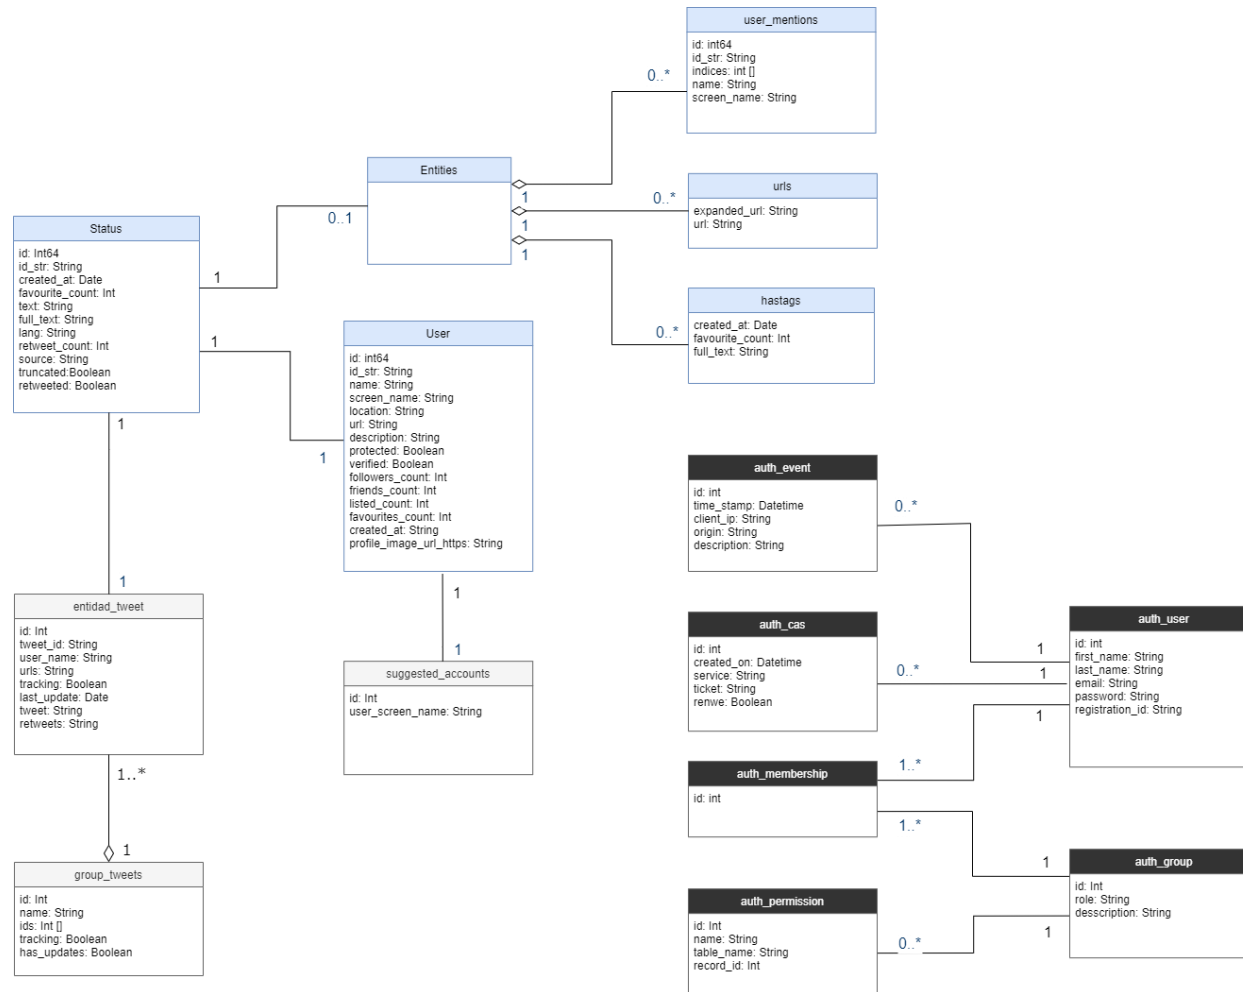 user_mentions
id: int64
id_str: String
indices: int []
name: String
screen_name: String
0..*
Entities
1
0..*
urls
expanded_url: String
url: String
1
0..1
1
hastags
created_at: Date
favourite_count: Int
full_text: String
0..*
Status
id: Int64
id_str: String
created_at: Date
favourite_count: Int
text: String
full_text: String
lang: String
retweet_count: Int
source: String
truncated:Boolean
retweeted: Boolean
1
1
1
User
id: int64
id_str: String
name: String
screen_name: String
location: String
url: String
description: String
protected: Boolean
verified: Boolean
followers_count: Int
friends_count: Int
listed_count: Int
favourites_count: Int
created_at: String
profile_image_url_https: String
1
1
1
1
suggested_accounts
id: Int
user_screen_name: String
entidad_tweet
id: Int
tweet_id: String
user_name: String
urls: String
tracking: Boolean
last_update: Date
tweet: String
retweets: String
1..*
1
group_tweets
id: Int
name: String
ids: Int []
tracking: Boolean
has_updates: Boolean
auth_event
id: int
time_stamp: Datetime
client_ip: String
origin: String
description: String
0..*
1
auth_cas
id: int
created_on: Datetime
service: String
ticket: String
renwe: Boolean
0..*
1
auth_user
id: int
first_name: String
last_name: String
email: String
password: String
registration_id: String
1
1..*
auth_membership
id: int
1..*
1
auth_group
id: Int
role: String
desscription: String
1
0..*
auth_permission
id: Int
name: String
table_name: String
record_id: Int